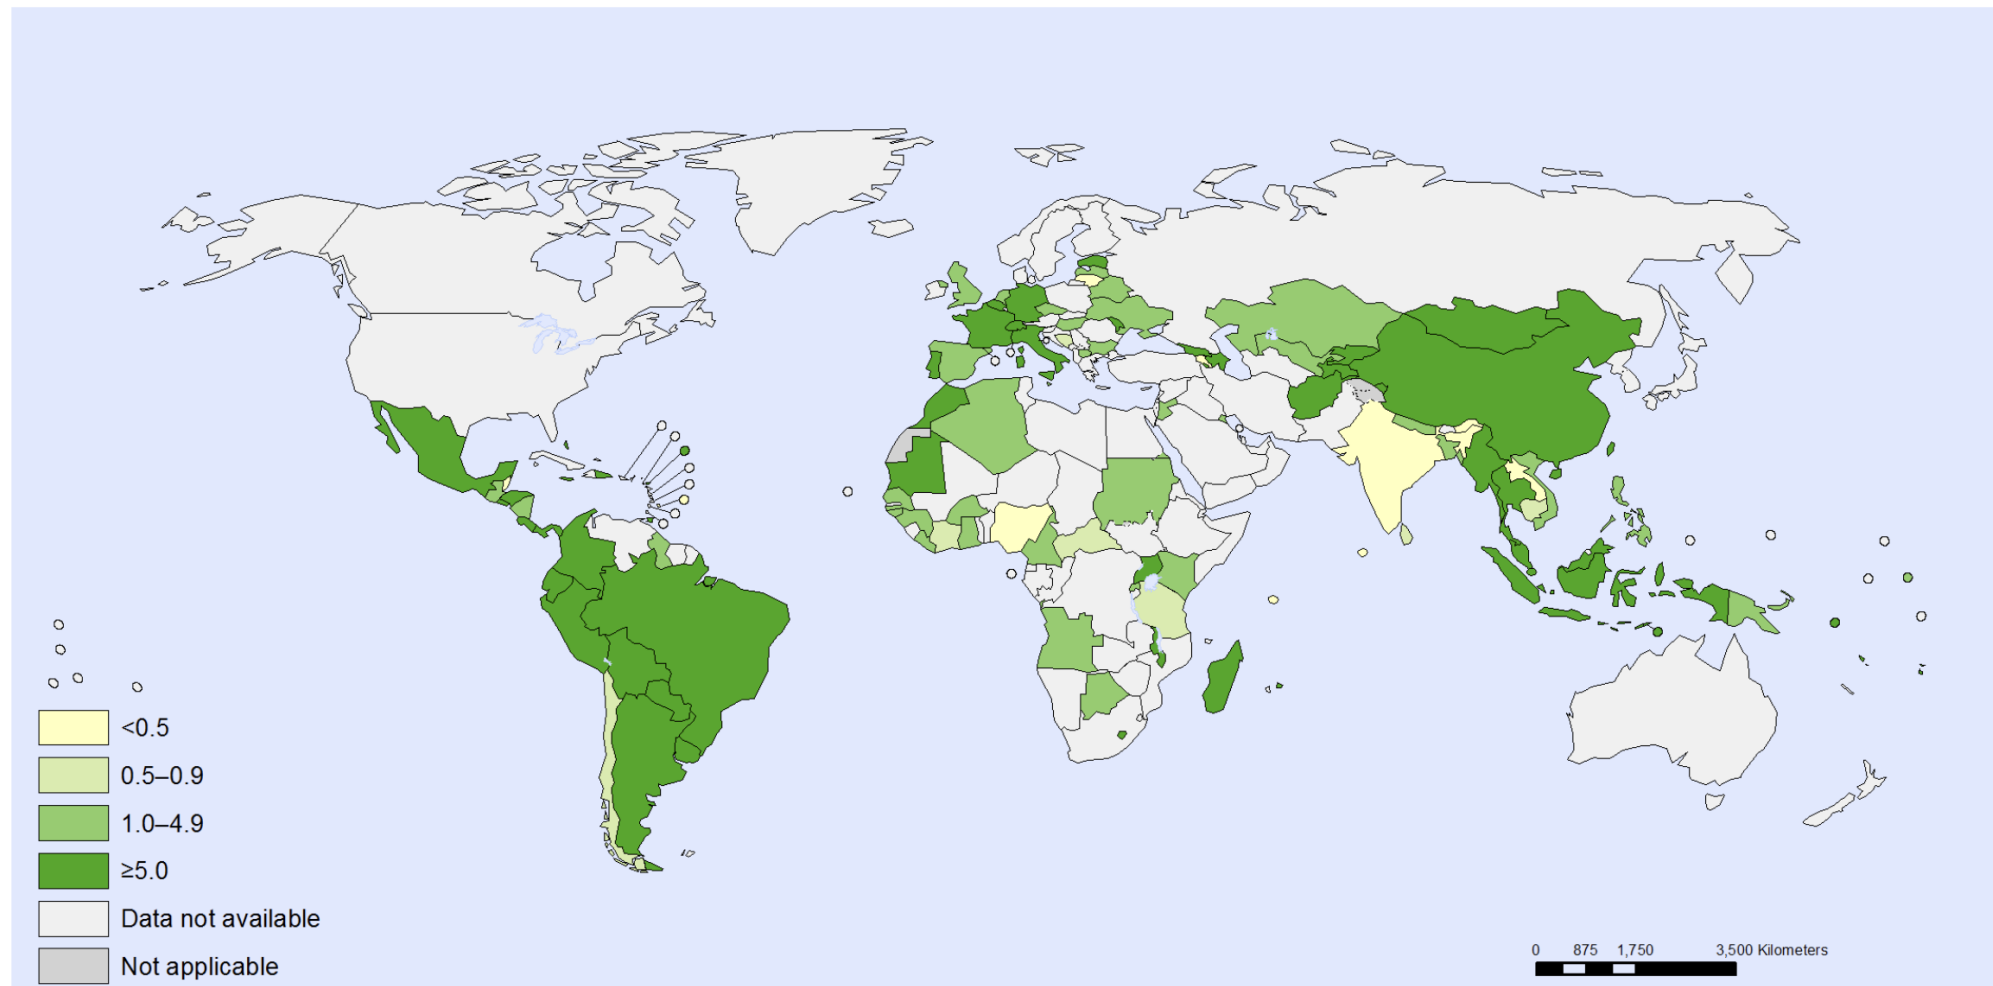 <0.5
0.5–0.9
1.0–4.9
≥5.0
Data not available
Not applicable
0 875 1,750 3,500 Kilometers